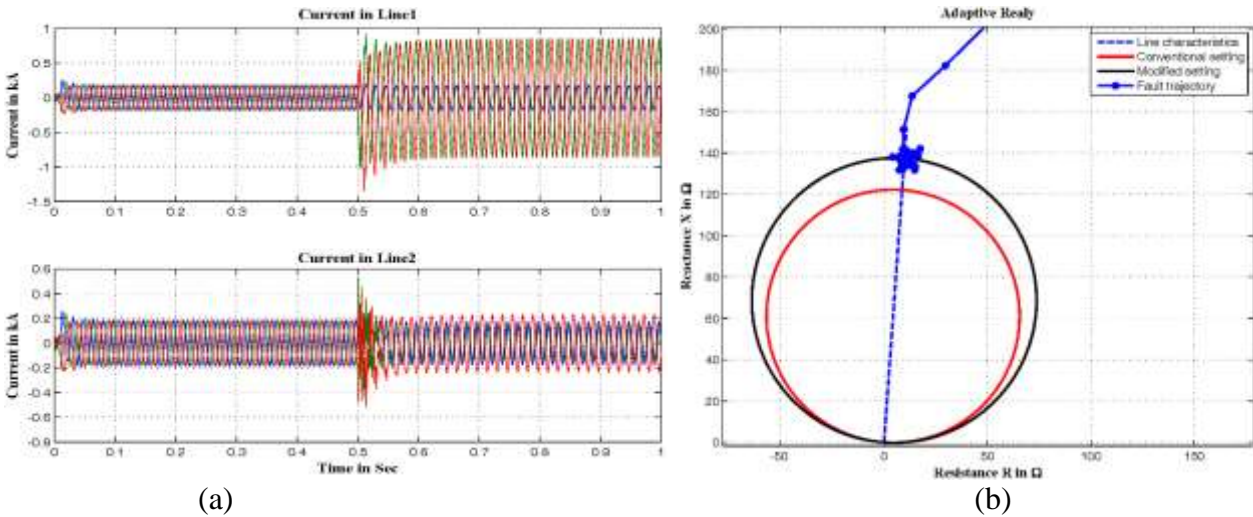 Current in Line1
Current in kA
1
0.5
0
-0.5
-1
-1.5
0 0.1 0.2 0.3 0.4 0.5 0.6 0.7 0.8 0.9 1
Current in Line2
Current in kA
0.6
0.4
0.2
0
-0.2
-0.4
-0.6
-0.8
0 0.1 0.2 0.3 0.4 0.5 0.6 0.7 0.8 0.9 1
Time in Sec
(a)
Adaptive Realy
Reactance X in Ω
200
180
160
140
120
100
80
60
40
20
0
-50 0 50 100 150
Resistance R in Ω
Line characteristics
Conventional setting
Modified setting
Fault trajectory
(b)